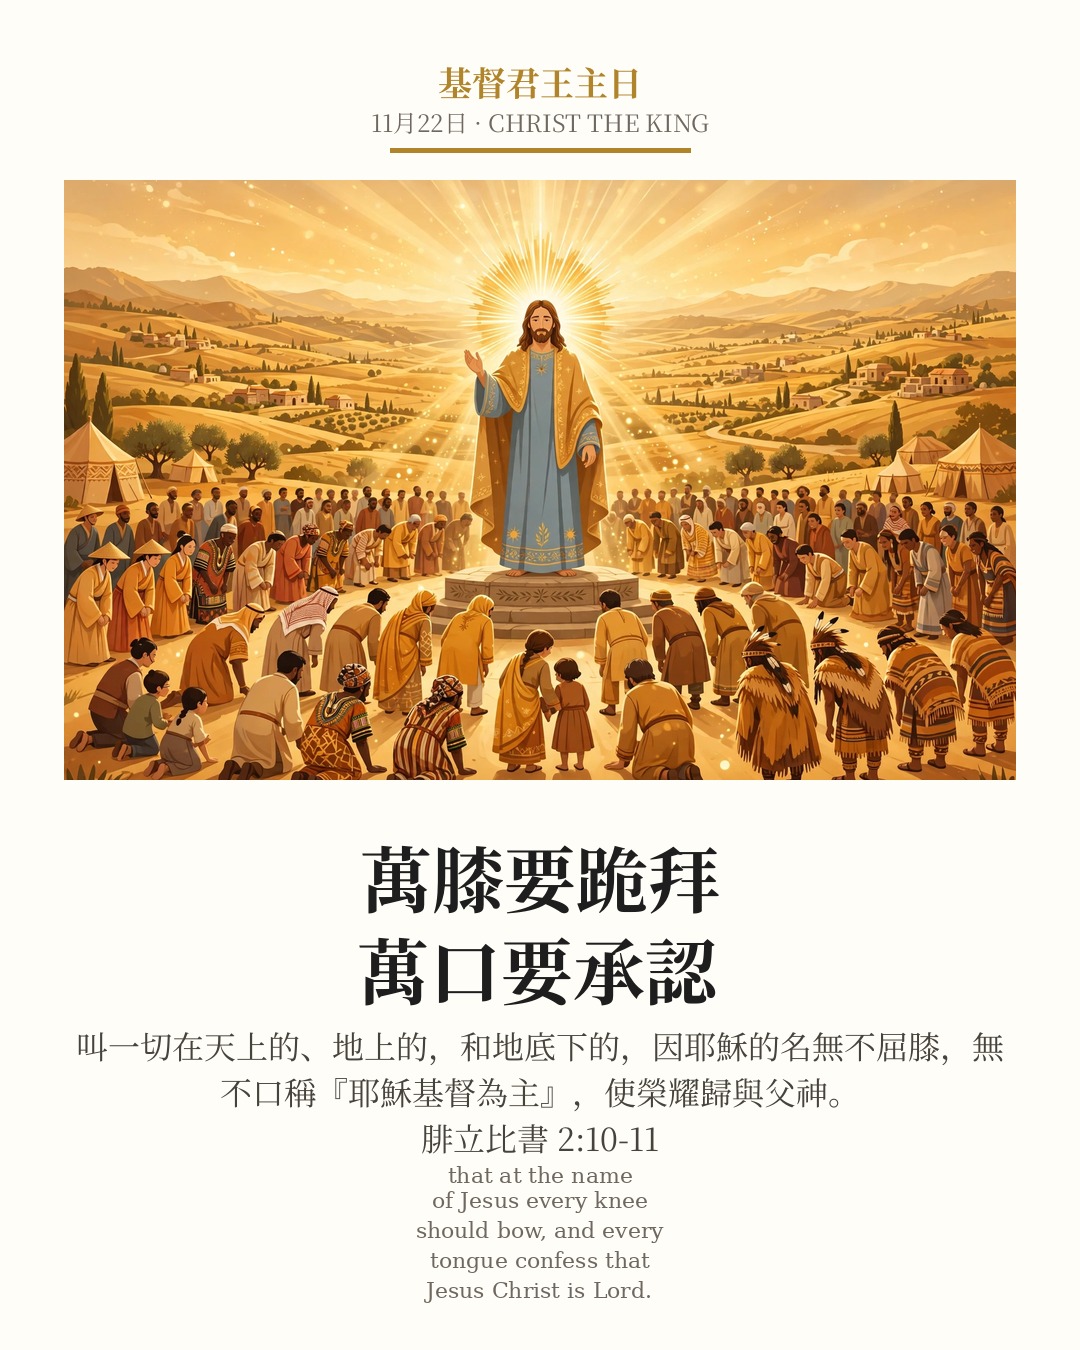 基督君王主日
11月22日 · CHRIST THE KING
萬膝要跪拜
萬口要承認
叫一切在天上的、地上的，和地底下的，因耶穌的名無不屈膝，無
不口稱『耶穌基督為主』，使榮耀歸與父神。
腓立比書 2:10-11
that at the name
of Jesus every knee
should bow, and every
tongue confess that
Jesus Christ is Lord.